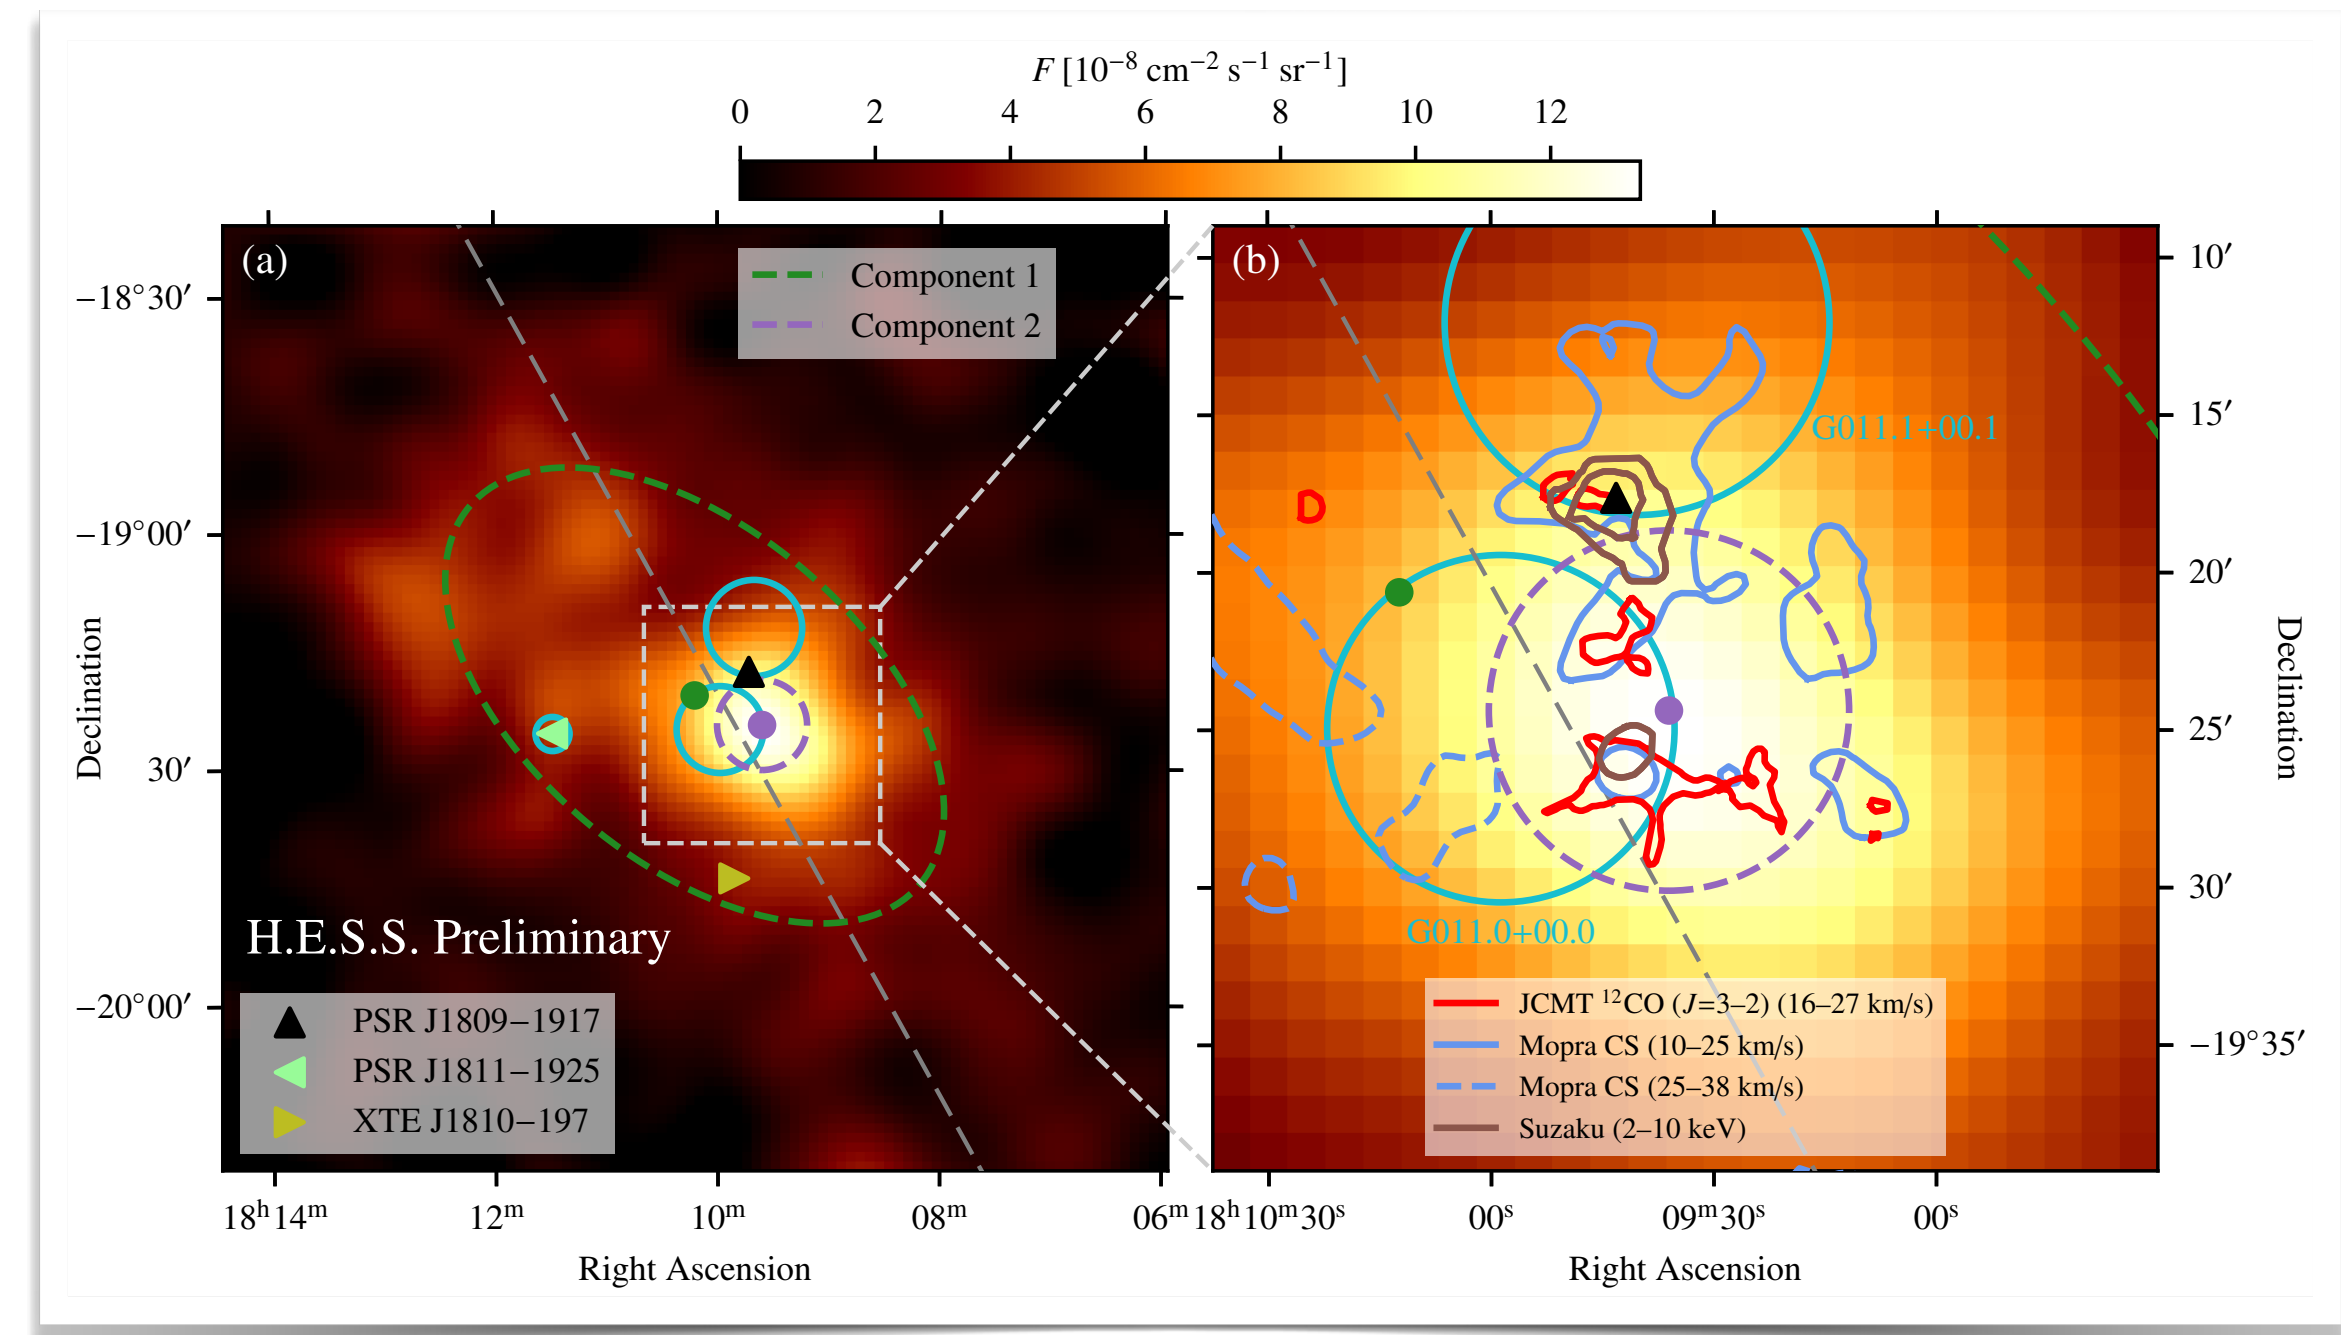 F [10⁻⁸ cm⁻² s⁻¹ sr⁻¹]
0 2 4 6 8 10 12
(a)
Component 1
Component 2
−18°30′
−19°00′
30′
−20°00′
Declination
H.E.S.S. Preliminary
PSR J1809−1917
PSR J1811−1925
XTE J1810−197
18ʰ14ᵐ 12ᵐ 10ᵐ 08ᵐ 06ᵐ
Right Ascension
(b)
G011.1+00.1
G011.0+00.0
JCMT ¹²CO (J=3–2) (16–27 km/s)
Mopra CS (10–25 km/s)
Mopra CS (25–38 km/s)
Suzaku (2–10 keV)
10′
15′
20′
25′
30′
−19°35′
Declination
18ʰ10ᵐ30ˢ 00ˢ 09ᵐ30ˢ 00ˢ
Right Ascension